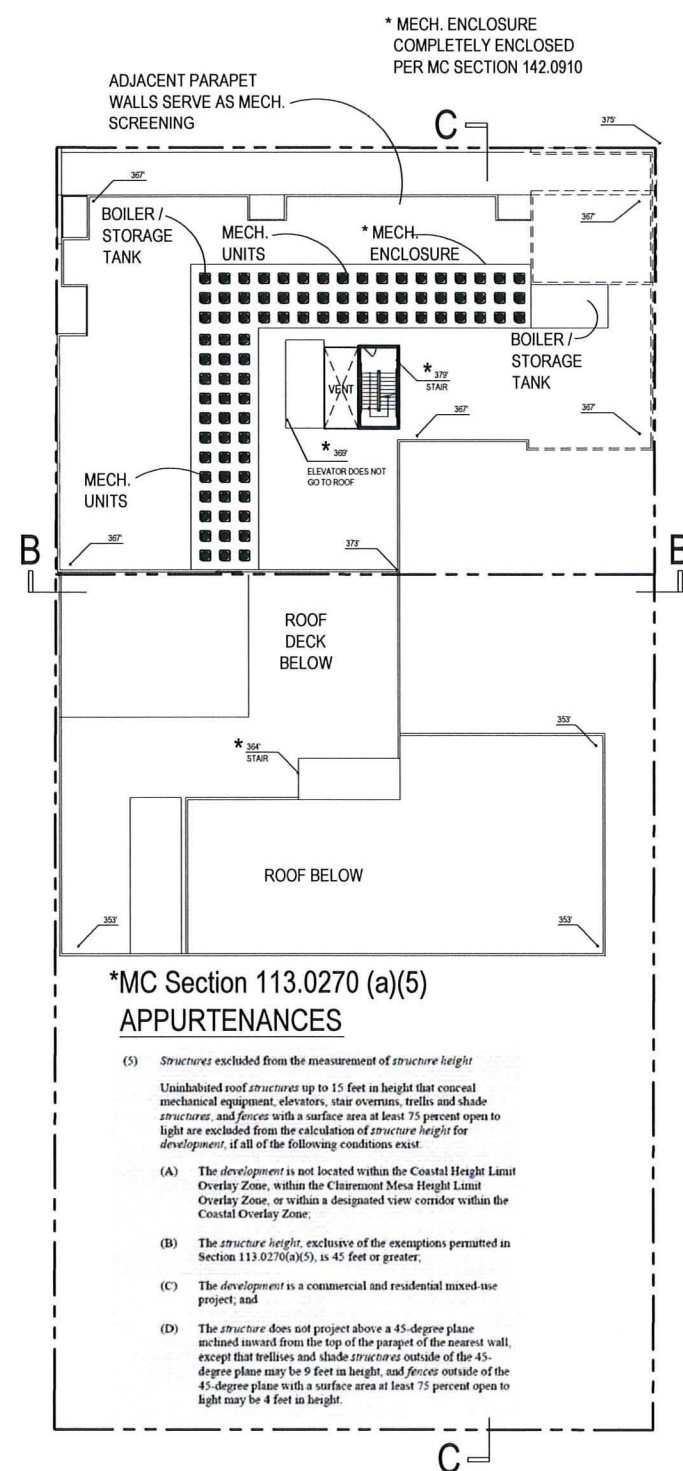 * MECH. ENCLOSURE
COMPLETELY ENCLOSED
PER MC SECTION 142.0910
ADJACENT PARAPET
WALLS SERVE AS MECH.
SCREENING
C
375'
367'
367'
BOILER /
STORAGE
TANK
MECH.
UNITS
* MECH.
ENCLOSURE
BOILER /
STORAGE
TANK
VENT
* 379'
STAIR
367'
367'
* 369'
ELEVATOR DOES NOT
GO TO ROOF
MECH.
UNITS
B
367'
373'
B
ROOF
DECK
BELOW
353'
* 364'
STAIR
ROOF BELOW
353'
353'
*MC Section 113.0270 (a)(5)
APPURTENANCES
(5) Structures excluded from the measurement of structure height
Uninhabited roof structures up to 15 feet in height that conceal
mechanical equipment, elevators, stair overruns, trellis and shade
structures, and fences with a surface area at least 75 percent open to
light are excluded from the calculation of structure height for
development, if all of the following conditions exist:
(A) The development is not located within the Coastal Height Limit
Overlay Zone, within the Clairemont Mesa Height Limit
Overlay Zone, or within a designated view corridor within the
Coastal Overlay Zone;
(B) The structure height, exclusive of the exemptions permitted in
Section 113.0270(a)(5), is 45 feet or greater;
(C) The development is a commercial and residential mixed-use
project; and
(D) The structure does not project above a 45-degree plane
inclined inward from the top of the parapet of the nearest wall,
except that trellises and shade structures outside of the 45-
degree plane may be 9 feet in height, and fences outside of the
45-degree plane with a surface area at least 75 percent open to
light may be 4 feet in height.
C